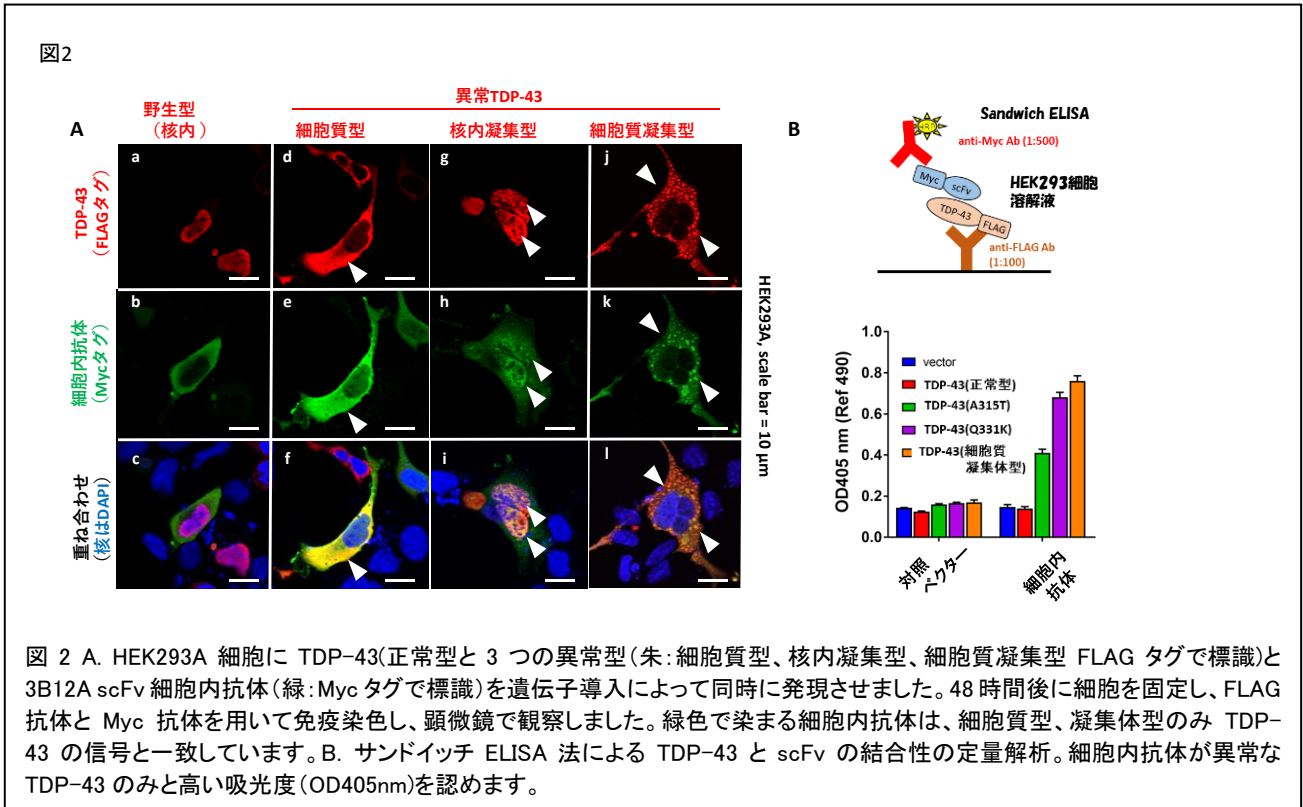 図2
異常TDP-43
野生型
(核内)
細胞質型
核内凝集型
細胞質凝集型
A
a
d
g
j
TDP-43
(FLAGタグ)
b
e
h
k
細胞内抗体
(Mycタグ)
c
f
i
l
重ね合わせ
(核はDAPI)
HEK293A, scale bar = 10 μm
B
Sandwich ELISA
HRP
anti-Myc Ab (1:500)
Myc
scFv
HEK293細胞
溶解液
TDP-43
FLAG
anti-FLAG Ab
(1:100)
OD405 nm (Ref 490)
1.0
0.8
0.6
0.4
0.2
0.0
vector
TDP-43(正常型)
TDP-43(A315T)
TDP-43(Q331K)
TDP-43(細胞質
凝集体型)
対照
ベクター
細胞内
抗体
図 2 A. HEK293A 細胞に TDP-43(正常型と 3 つの異常型(朱:細胞質型、核内凝集型、細胞質凝集型 FLAG タグで標識)と
3B12A scFv 細胞内抗体(緑:Myc タグで標識)を遺伝子導入によって同時に発現させました。48 時間後に細胞を固定し、FLAG
抗体と Myc 抗体を用いて免疫染色し、顕微鏡で観察しました。緑色で染まる細胞内抗体は、細胞質型、凝集体型のみ TDP-
43 の信号と一致しています。B. サンドイッチ ELISA 法による TDP-43 と scFv の結合性の定量解析。細胞内抗体が異常な
TDP-43 のみと高い吸光度(OD405nm)を認めます。